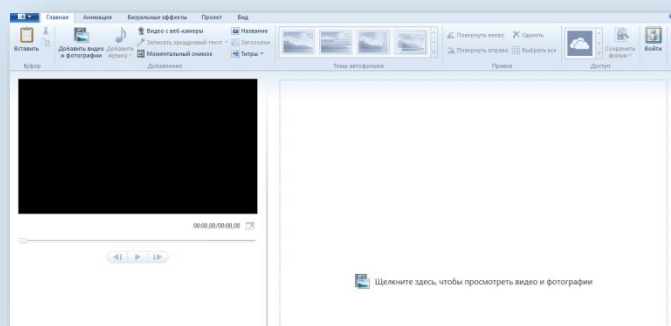 Главная Анимация Визуальные эффекты Проект Вид
Вставить
Добавить видео и фотографии
Добавить музыку
Видео с веб-камеры
Записать закадровый текст
Моментальный снимок
Название
Заголовок
Титры
Повернуть влево
Повернуть вправо
Удалить
Выбрать все
Сохранить фильм
Войти
Буфер Добавление Темы автофильма Правка Доступ
00:00,00/00:00,00
Щелкните здесь, чтобы просмотреть видео и фотографии